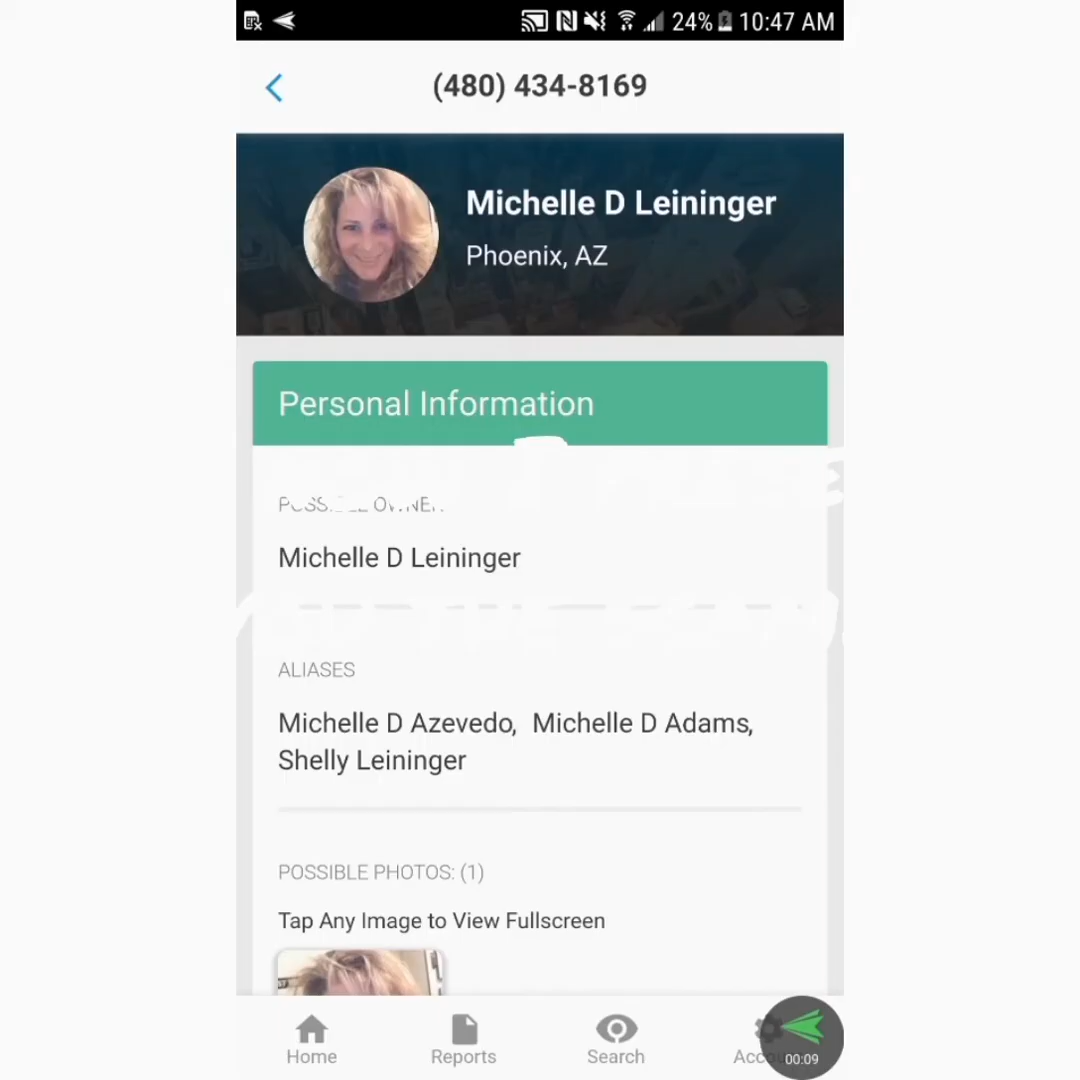 24% 10:47 AM
(480) 434-8169
Michelle D Leininger
Phoenix, AZ
Personal Information
Michelle D Leininger
ALIASES
Michelle D Azevedo, Michelle D Adams,
Shelly Leininger
POSSIBLE PHOTOS: (1)
Tap Any Image to View Fullscreen
Home Reports Search
00:09